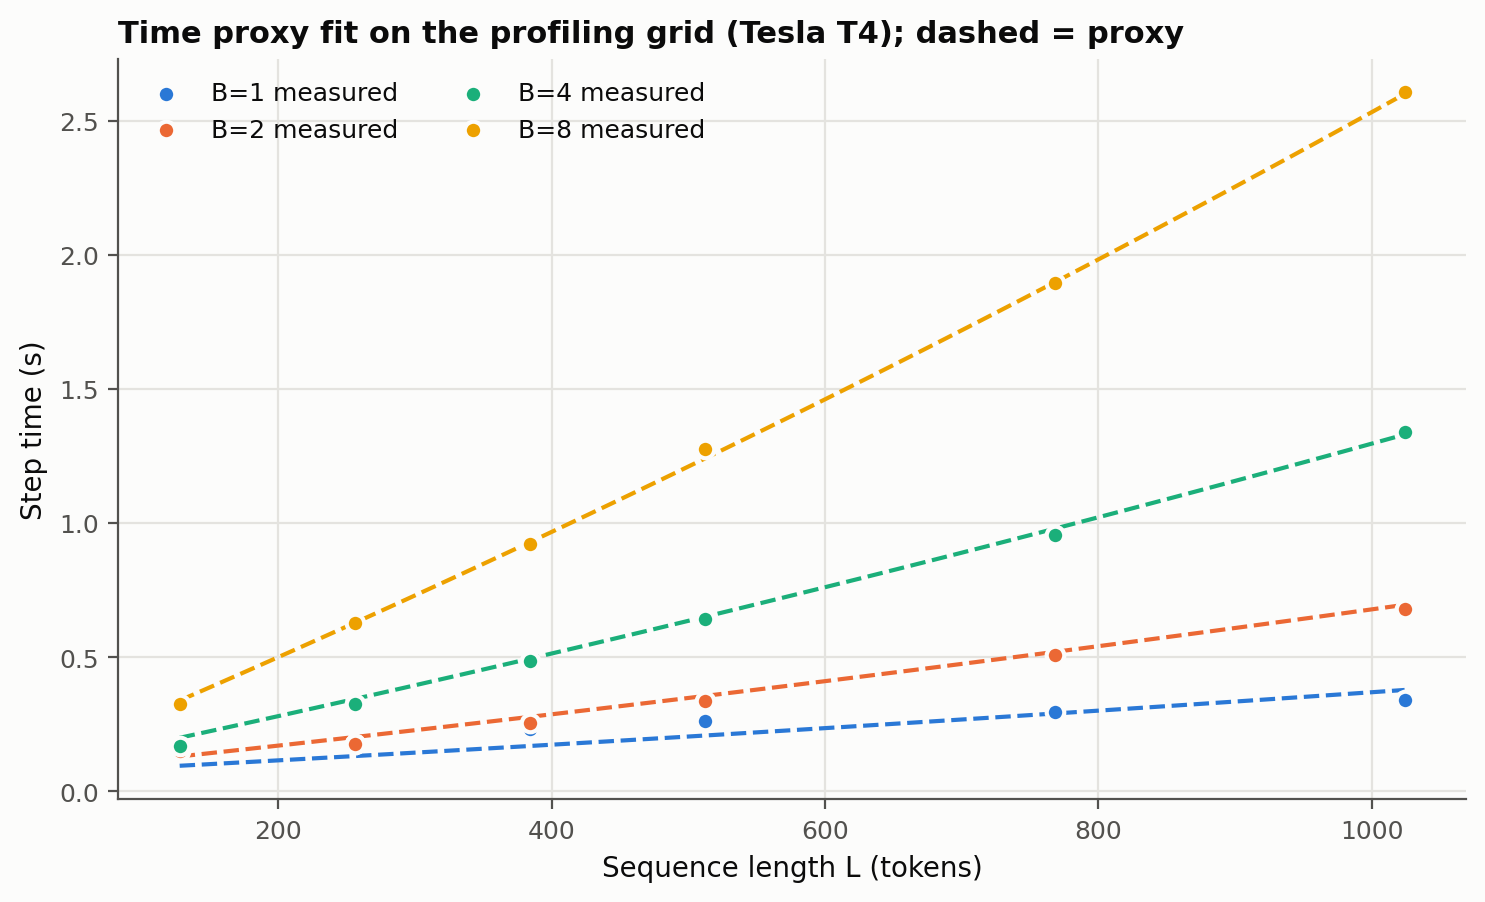 Time proxy fit on the profiling grid (Tesla T4); dashed = proxy
B=1 measured
B=2 measured
B=4 measured
B=8 measured
Step time (s)
2.5
2.0
1.5
1.0
0.5
0.0
200
400
600
800
1000
Sequence length L (tokens)